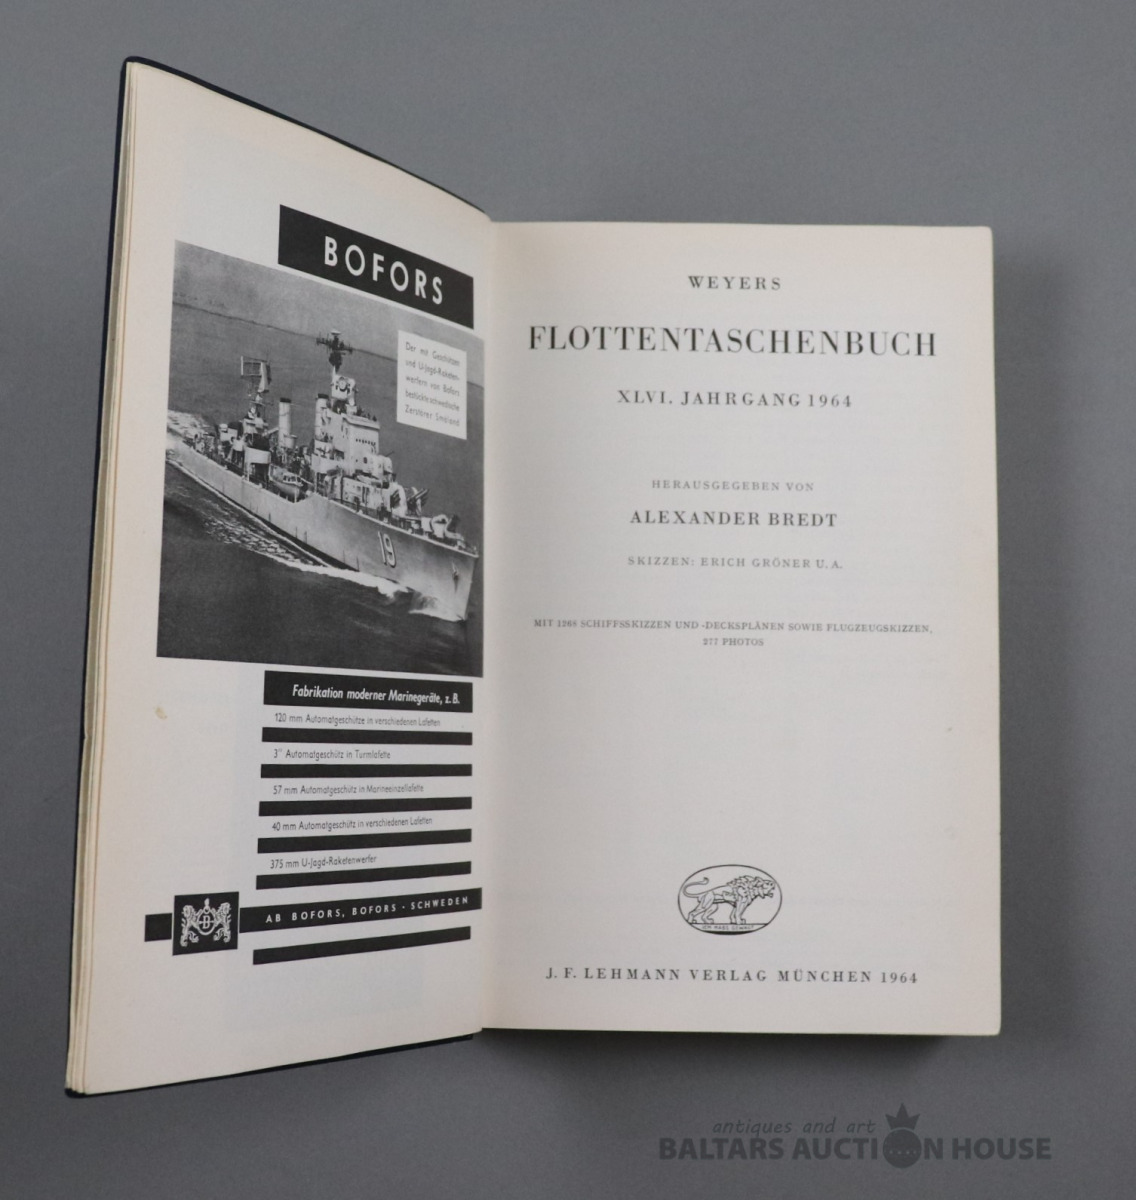 BOFORS
Der mit Geschützen
und U-Jagd-Raketen-
werfern von Bofors
bestückte schwedische
Zerstörer Småland
19
Fabrikation moderner Marinegeräte, z. B.
120 mm Automatgeschütze in verschiedenen Lafetten
3" Automatgeschütz in Turmlafette
57 mm Automatgeschütz in Marineeinzellafette
40 mm Automatgeschütz in verschiedenen Lafetten
375 mm U-Jagd-Raketenwerfer
B
AB BOFORS, BOFORS - SCHWEDEN
WEYERS
FLOTTENTASCHENBUCH
XLVI. JAHRGANG 1964
HERAUSGEGEBEN VON
ALEXANDER BREDT
SKIZZEN: ERICH GRÖNER U. A.
MIT 1268 SCHIFFSSKIZZEN UND -DECKSPLÄNEN SOWIE FLUGZEUGSKIZZEN,
277 PHOTOS
ICH HABS GEWAGT
J. F. LEHMANN VERLAG MÜNCHEN 1964
antiques and art
BALTARS AUCTION HOUSE